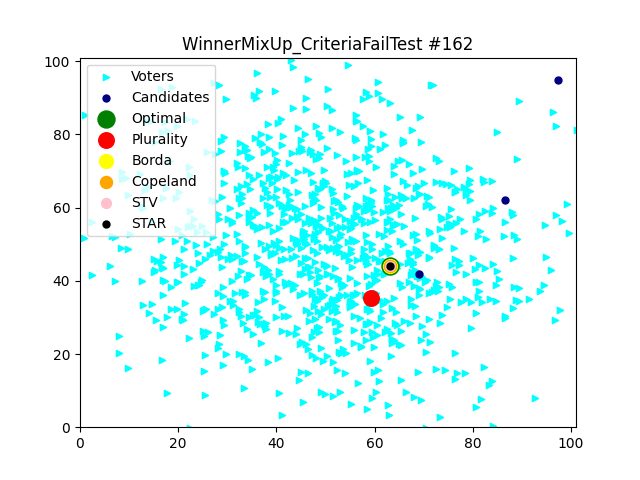 WinnerMixUp_CriteriaFailTest #162
100
80
60
40
20
0
Voters
Candidates
Optimal
Plurality
Borda
Copeland
STV
STAR
0 20 40 60 80 100